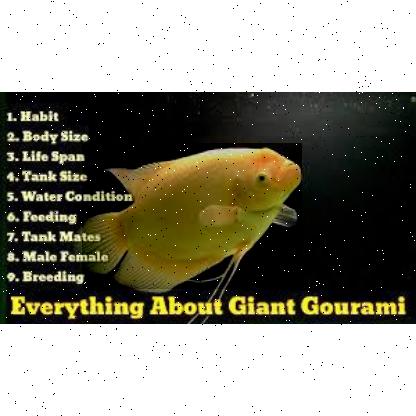 1. Habit
2. Body Size
3. Life Span
4. Tank Size
5. Water Condition
6. Feeding
7. Tank Mates
8. Male Female
9. Breeding
Everything About Giant Gourami